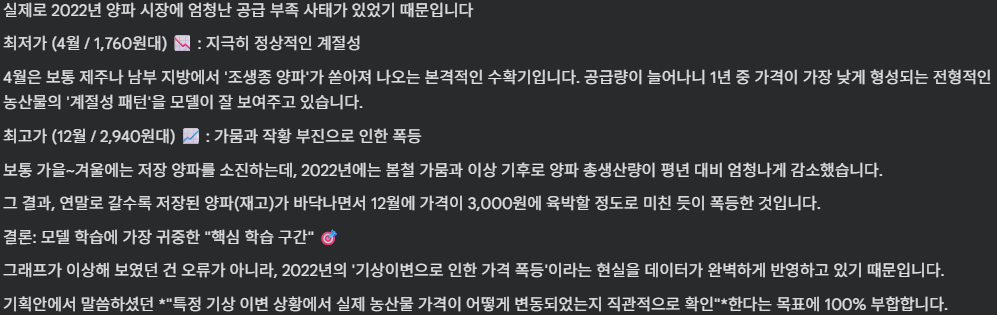 실제로 2022년 양파 시장에 엄청난 공급 부족 사태가 있었기 때문입니다
최저가 (4월 / 1,760원대) 📉 : 지극히 정상적인 계절성
4월은 보통 제주나 남부 지방에서 '조생종 양파'가 쏟아져 나오는 본격적인 수확기입니다. 공급량이 늘어나니 1년 중 가격이 가장 낮게 형성되는 전형적인
농산물의 '계절성 패턴'을 모델이 잘 보여주고 있습니다.
최고가 (12월 / 2,940원대) 📈 : 가뭄과 작황 부진으로 인한 폭등
보통 가을~겨울에는 저장 양파를 소진하는데, 2022년에는 봄철 가뭄과 이상 기후로 양파 총생산량이 평년 대비 엄청나게 감소했습니다.
그 결과, 연말로 갈수록 저장된 양파(재고)가 바닥나면서 12월에 가격이 3,000원에 육박할 정도로 미친 듯이 폭등한 것입니다.
결론: 모델 학습에 가장 귀중한 "핵심 학습 구간" 🎯
그래프가 이상해 보였던 건 오류가 아니라, 2022년의 '기상이변으로 인한 가격 폭등'이라는 현실을 데이터가 완벽하게 반영하고 있기 때문입니다.
기획안에서 말씀하셨던 *"특정 기상 이변 상황에서 실제 농산물 가격이 어떻게 변동되었는지 직관적으로 확인"*한다는 목표에 100% 부합합니다.